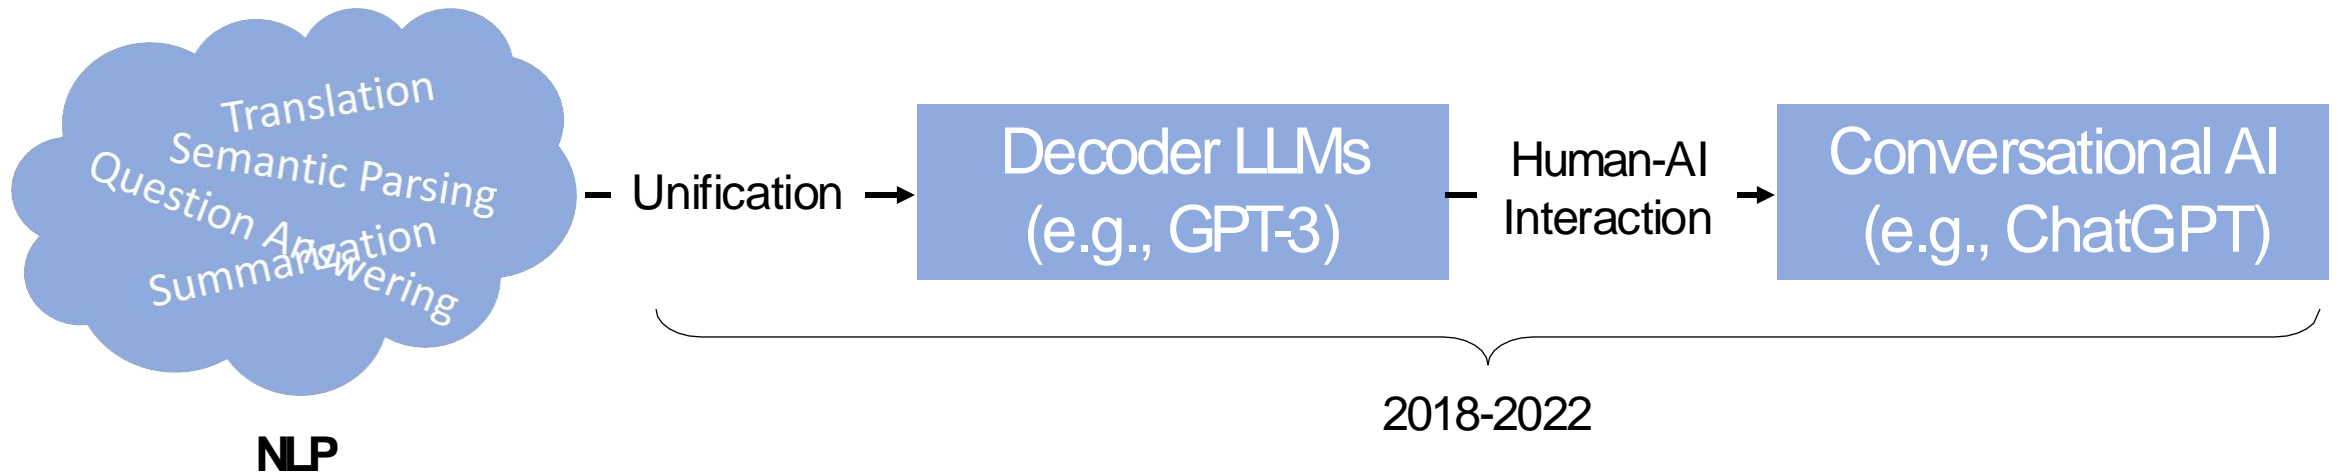 Translation
Semantic Parsing
Question Answering
Summarization
NLP
Unification
Decoder LLMs
(e.g., GPT-3)
Human-AI
Interaction
Conversational AI
(e.g., ChatGPT)
2018-2022